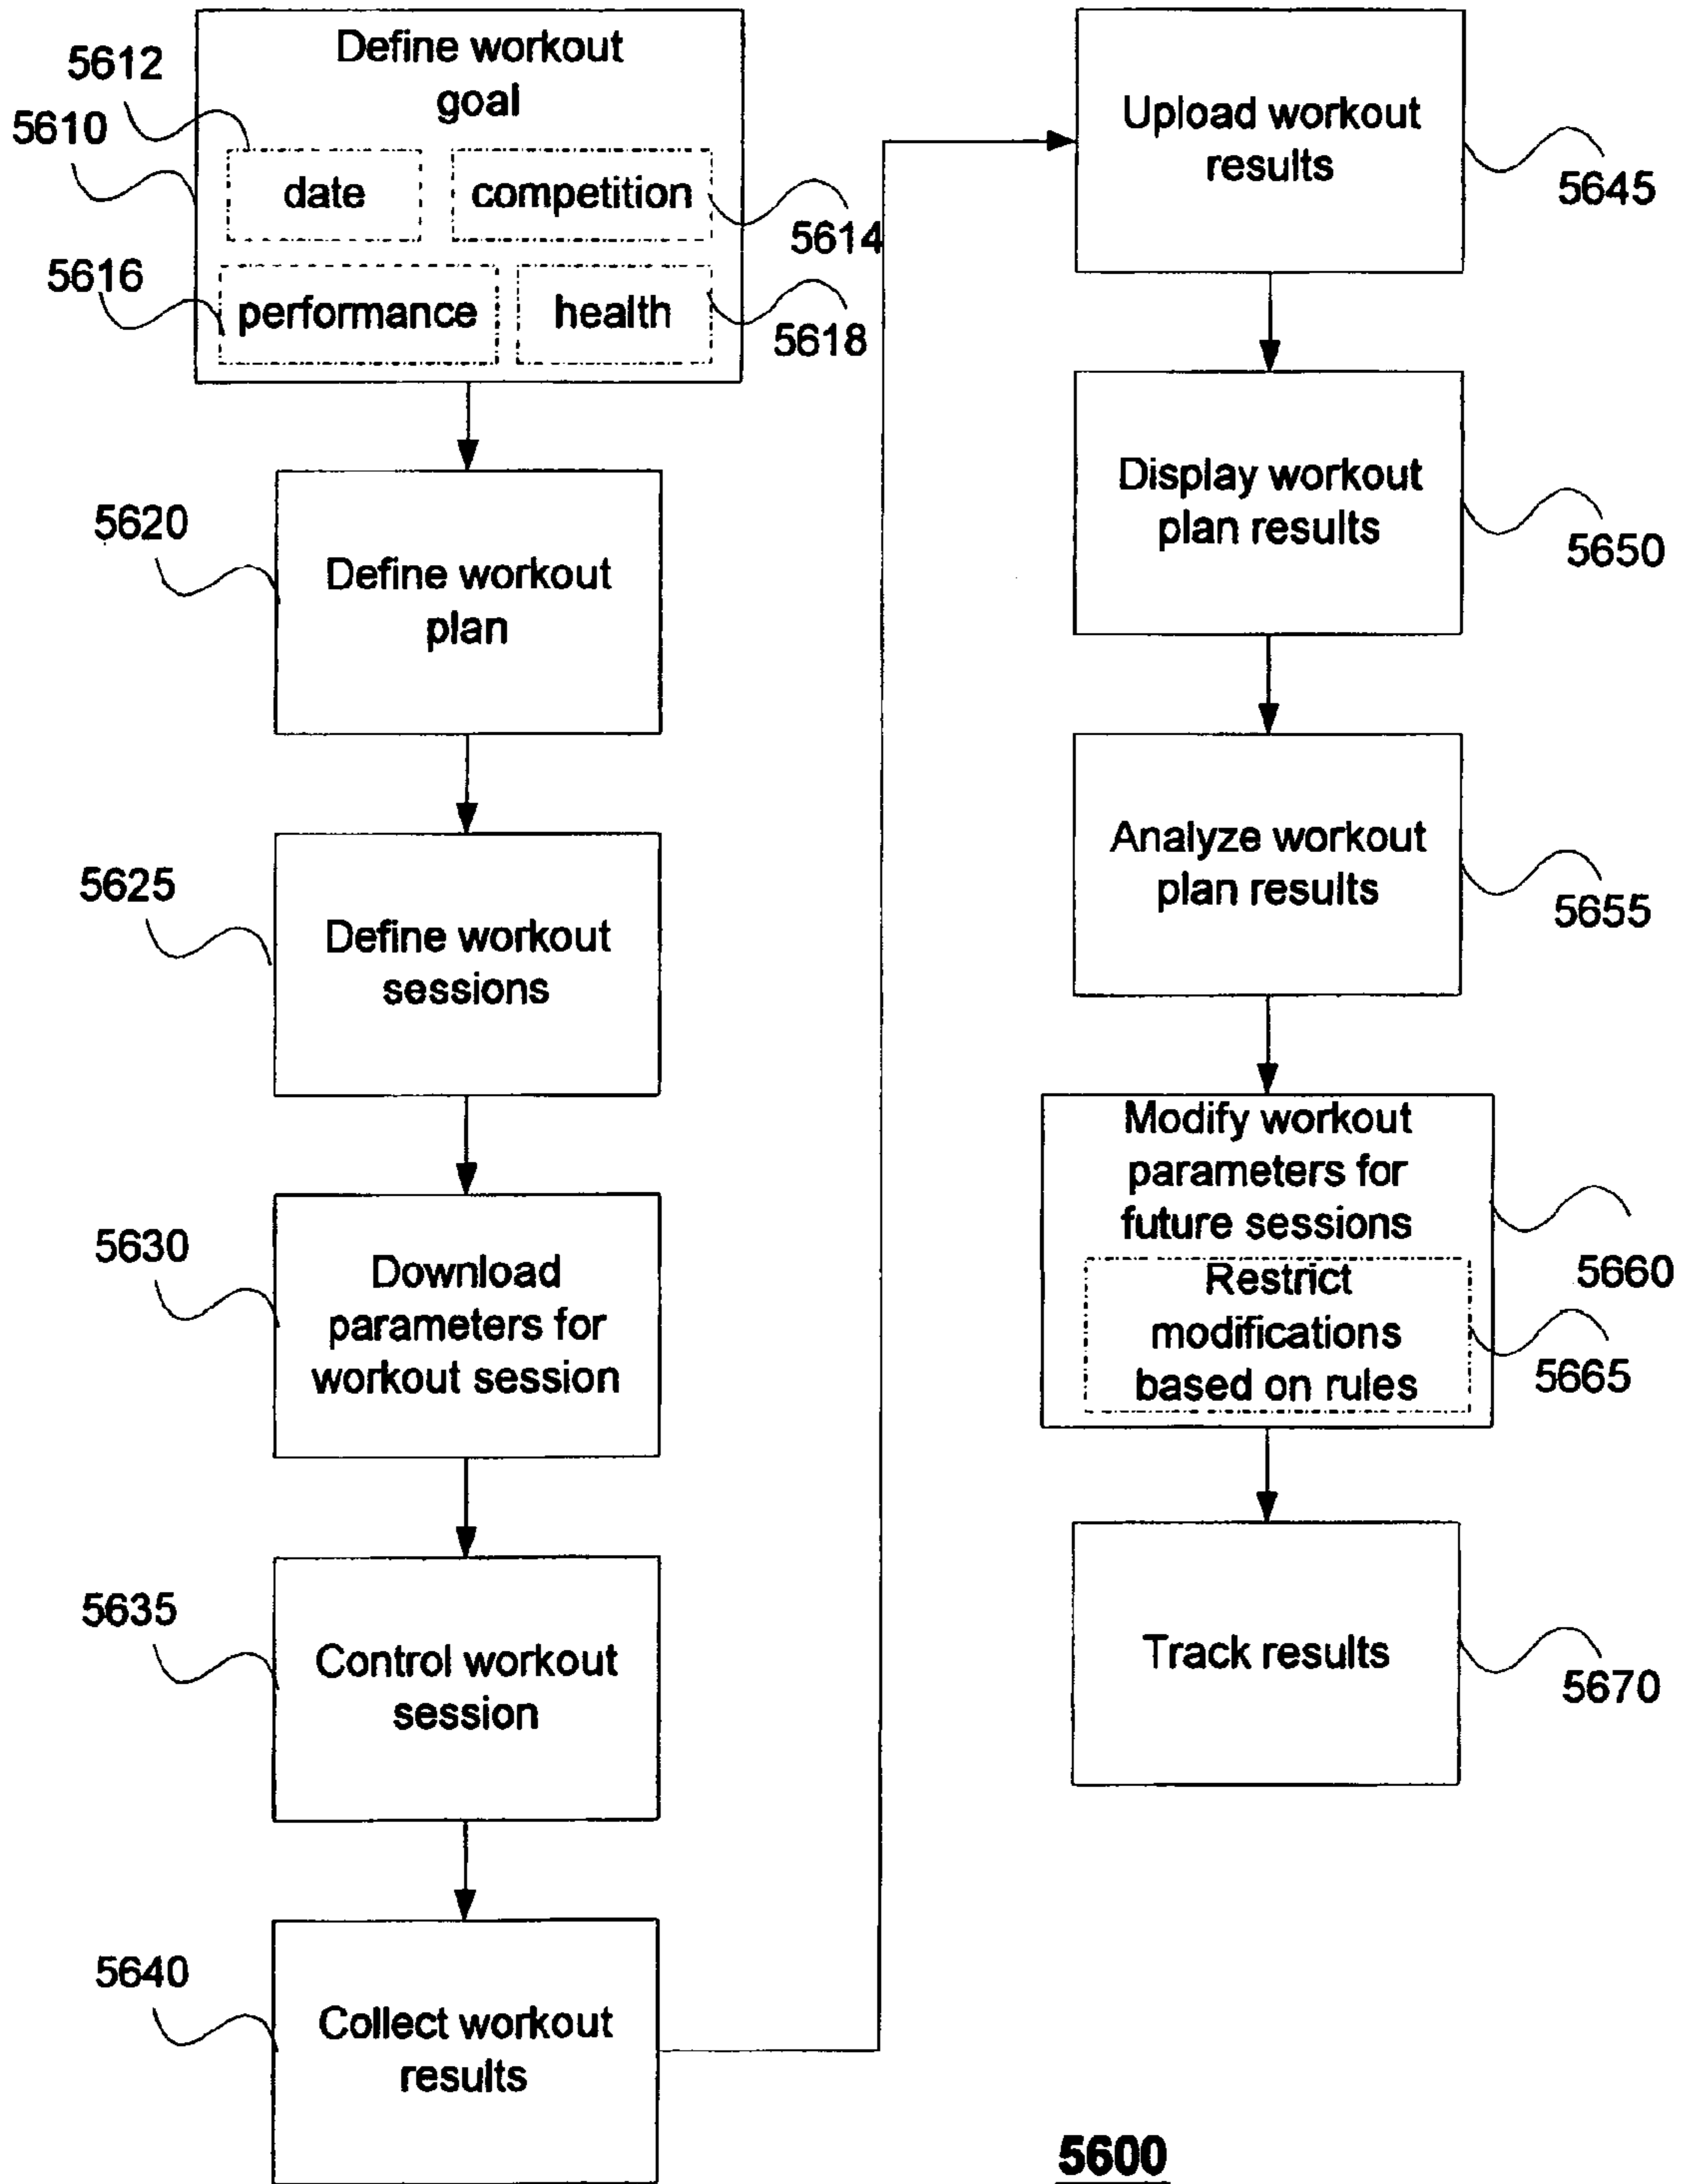 Define workout
goal
5612
5610
date
competition
5614
5616
performance
health
5618
5620
Define workout
plan
5625
Define workout
sessions
5630
Download
parameters for
workout session
5635
Control workout
session
5640
Collect workout
results
Upload workout
results
5645
Display workout
plan results
5650
Analyze workout
plan results
5655
Modify workout
parameters for
future sessions
5660
Restrict
modifications
based on rules
5665
Track results
5670
5600